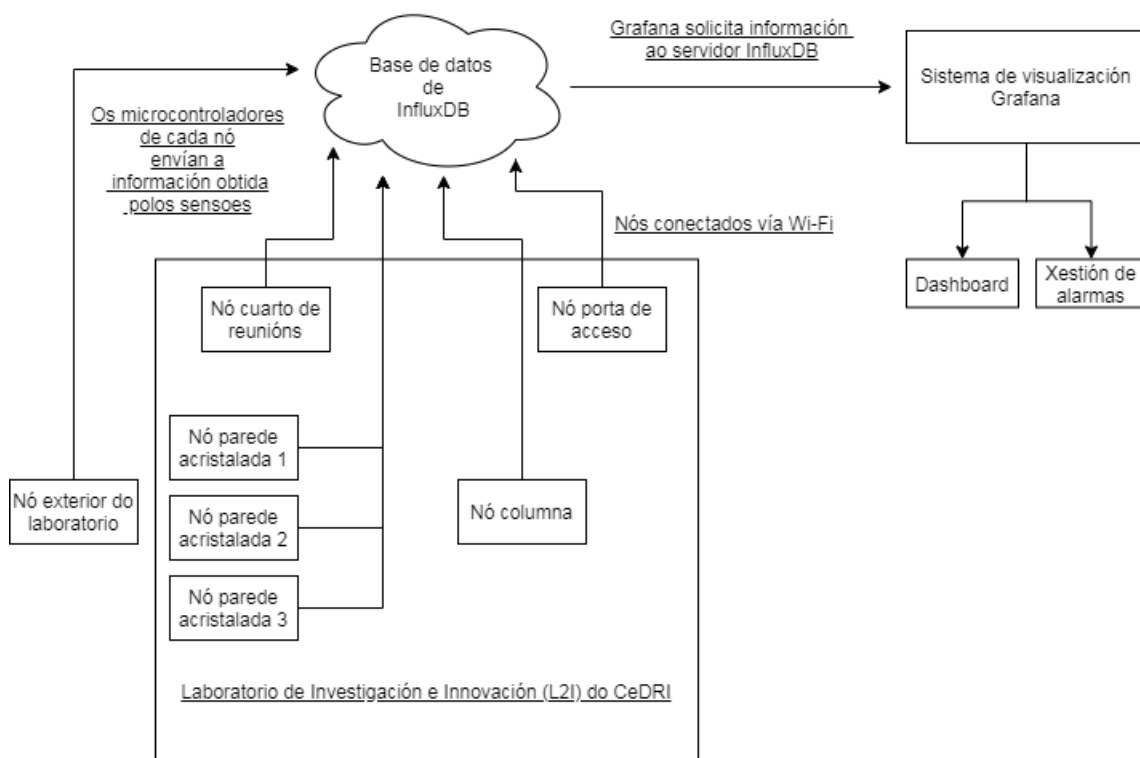 Grafana solicita información
ao servidor InfluxDB
Base de datos
de
InfluxDB
Sistema de visualización
Grafana
Os microcontroladores
de cada nó
envían a
información obtida
polos sensoes
Nós conectados vía Wi-Fi
Dashboard
Xestión de
alarmas
Nó cuarto de
reunións
Nó porta de
acceso
Nó parede
acristalada 1
Nó exterior do
laboratorio
Nó parede
acristalada 2
Nó columna
Nó parede
acristalada 3
Laboratorio de Investigación e Innovación (L2I) do CeDRI